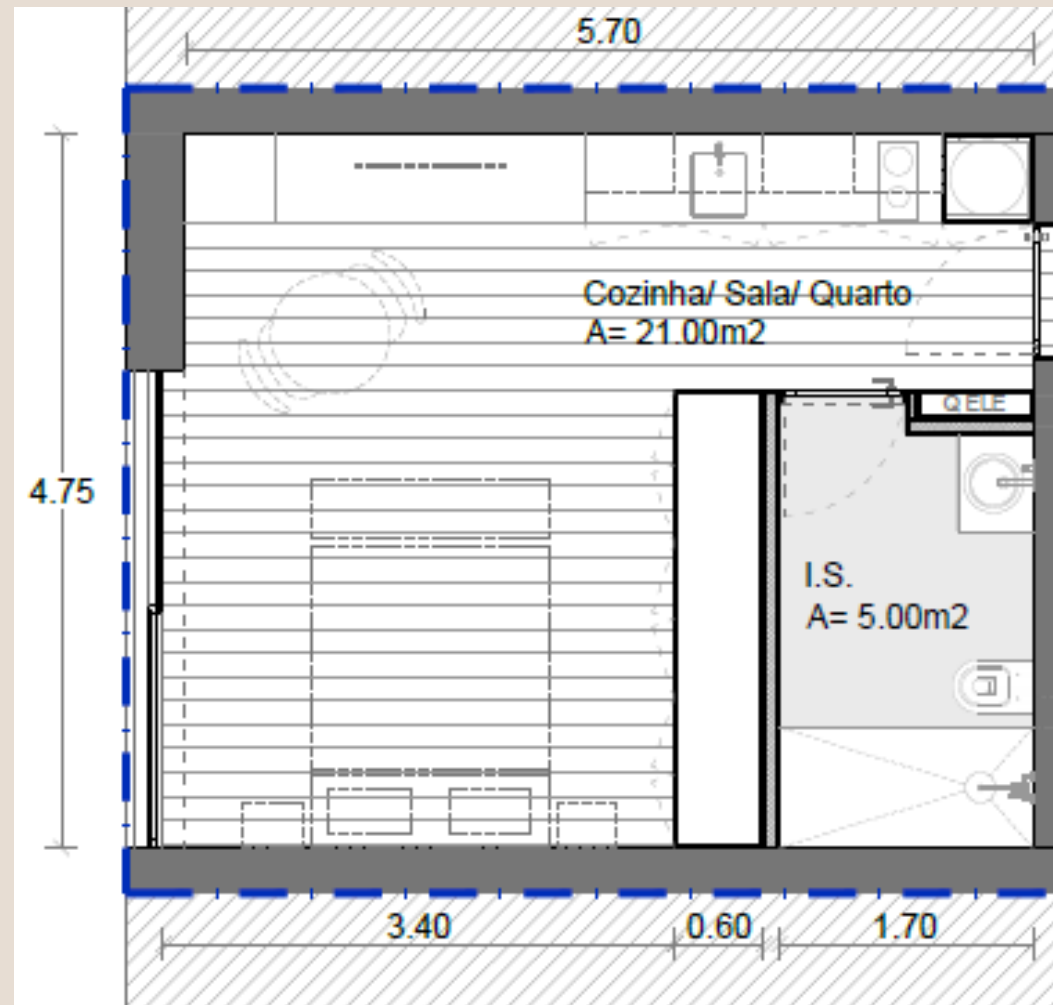 5.70
Cozinha/ Sala/ Quarto
A= 21.00m2
Q ELE
4.75
I.S.
A= 5.00m2
3.40
0.60
1.70